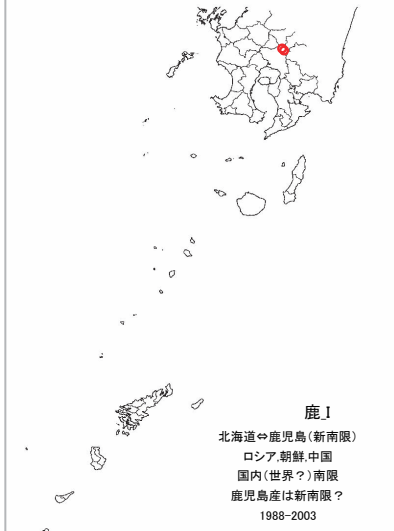 鹿_I
北海道⇔鹿児島(新南限)
ロシア,朝鮮,中国
国内(世界？)南限
鹿児島産は新南限？
1988-2003